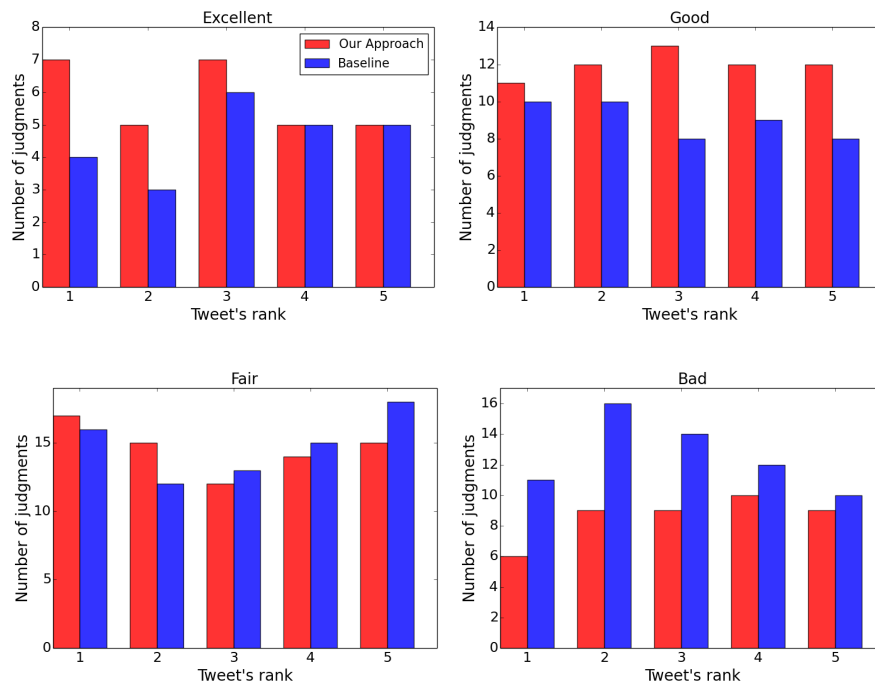 Excellent
Number of judgments
8
7
6
5
4
3
2
1
0
Our Approach
Baseline
1 2 3 4 5
Tweet's rank
Good
Number of judgments
14
12
10
8
6
4
2
0
1 2 3 4 5
Tweet's rank
Fair
Number of judgments
15
10
5
0
1 2 3 4 5
Tweet's rank
Bad
Number of judgments
16
14
12
10
8
6
4
2
0
1 2 3 4 5
Tweet's rank